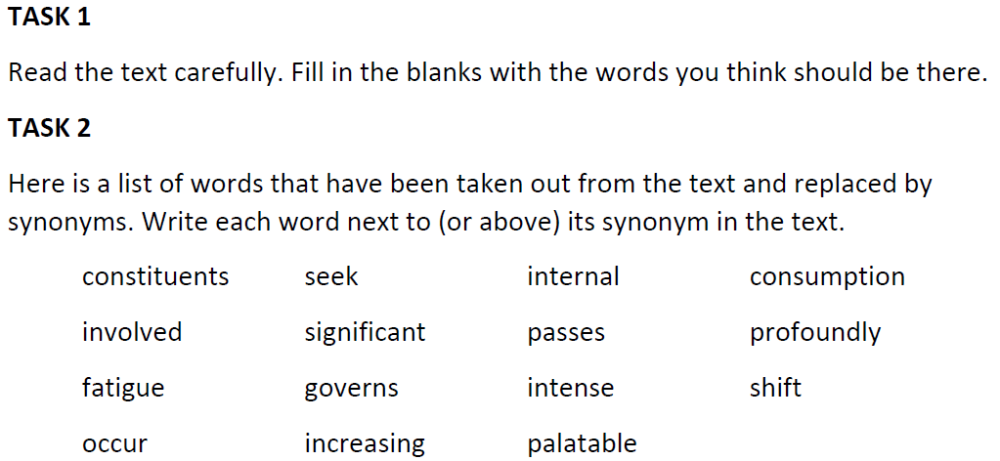 TASK 1
Read the text carefully. Fill in the blanks with the words you think should be there.
TASK 2
Here is a list of words that have been taken out from the text and replaced by
synonyms. Write each word next to (or above) its synonym in the text.
constituents seek internal consumption
involved significant passes profoundly
fatigue governs intense shift
occur increasing palatable